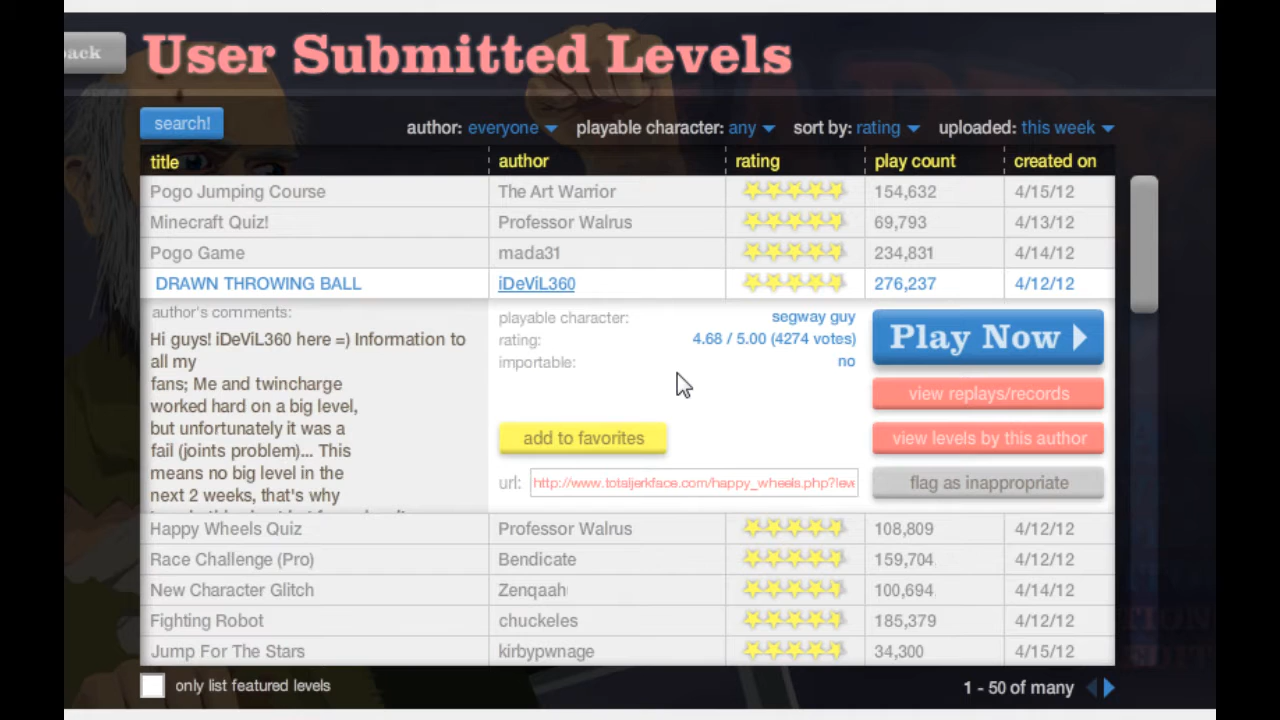 back
User Submitted Levels
search!
author: everyone playable character: any sort by: rating uploaded: this week
title author rating play count created on
Pogo Jumping Course The Art Warrior 154,632 4/15/12
Minecraft Quiz! Professor Walrus 69,793 4/13/12
Pogo Game mada31 234,831 4/14/12
DRAWN THROWING BALL iDeViL360 276,237 4/12/12
author's comments:
Hi guys! iDeViL360 here =) Information to
all my
fans; Me and twincharge
worked hard on a big level,
but unfortunately it was a
fail (joints problem)... This
means no big level in the
next 2 weeks, that's why
playable character: segway guy
rating: 4.68 / 5.00 (4274 votes)
importable: no
add to favorites
url: http://www.totaljerkface.com/happy_wheels.php?leve
Play Now
view replays/records
view levels by this author
flag as inappropriate
Happy Wheels Quiz Professor Walrus 108,809 4/12/12
Race Challenge (Pro) Bendicate 159,704 4/12/12
New Character Glitch Zenqaah 100,694 4/14/12
Fighting Robot chuckeles 185,379 4/12/12
Jump For The Stars kirbypwnage 34,300 4/15/12
only list featured levels
1 - 50 of many